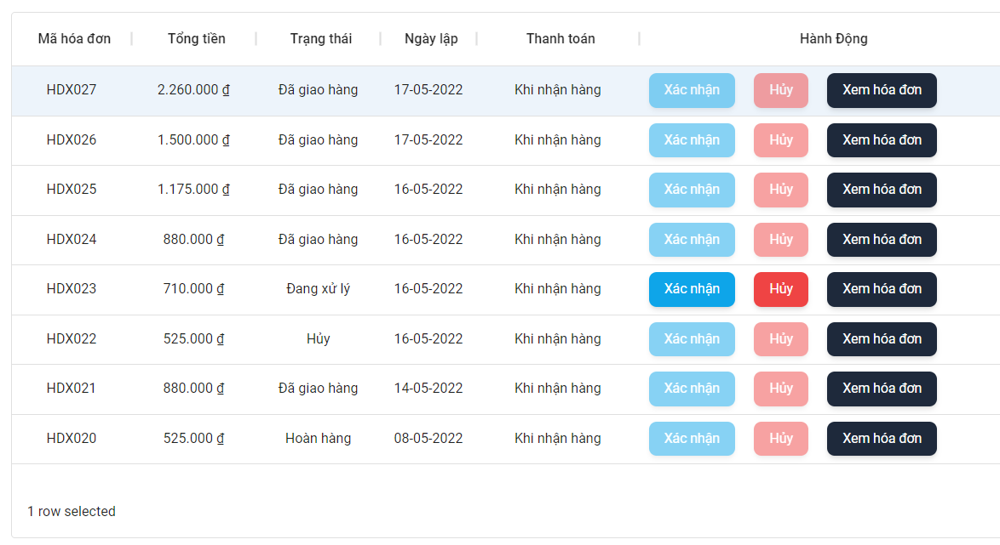 Mã hóa đơn Tổng tiền Trạng thái Ngày lập Thanh toán Hành Động
HDX027 2.260.000 ₫ Đã giao hàng 17-05-2022 Khi nhận hàng Xác nhận Hủy Xem hóa đơn
HDX026 1.500.000 ₫ Đã giao hàng 17-05-2022 Khi nhận hàng Xác nhận Hủy Xem hóa đơn
HDX025 1.175.000 ₫ Đã giao hàng 16-05-2022 Khi nhận hàng Xác nhận Hủy Xem hóa đơn
HDX024 880.000 ₫ Đã giao hàng 16-05-2022 Khi nhận hàng Xác nhận Hủy Xem hóa đơn
HDX023 710.000 ₫ Đang xử lý 16-05-2022 Khi nhận hàng Xác nhận Hủy Xem hóa đơn
HDX022 525.000 ₫ Hủy 16-05-2022 Khi nhận hàng Xác nhận Hủy Xem hóa đơn
HDX021 880.000 ₫ Đã giao hàng 14-05-2022 Khi nhận hàng Xác nhận Hủy Xem hóa đơn
HDX020 525.000 ₫ Hoàn hàng 08-05-2022 Khi nhận hàng Xác nhận Hủy Xem hóa đơn
1 row selected